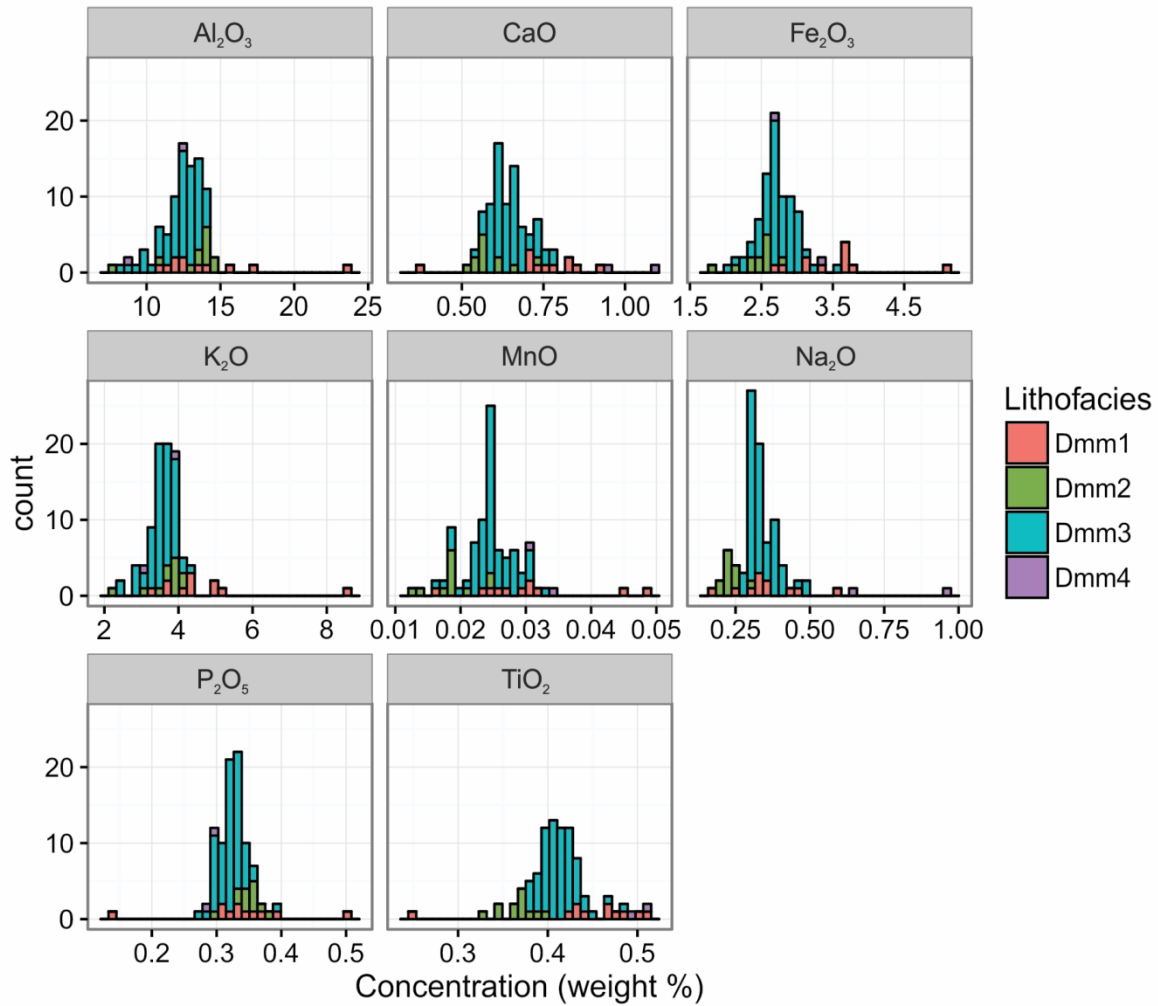 Al₂O₃ CaO Fe₂O₃
20
10
0
10 15 20 25 0.50 0.75 1.00 1.5 2.5 3.5 4.5
K₂O MnO Na₂O
20
10
0
2 4 6 8 0.01 0.02 0.03 0.04 0.05 0.25 0.50 0.75 1.00
count
P₂O₅ TiO₂
20
10
0
0.2 0.3 0.4 0.5 0.3 0.4 0.5
Concentration (weight %)
Lithofacies
Dmm1
Dmm2
Dmm3
Dmm4